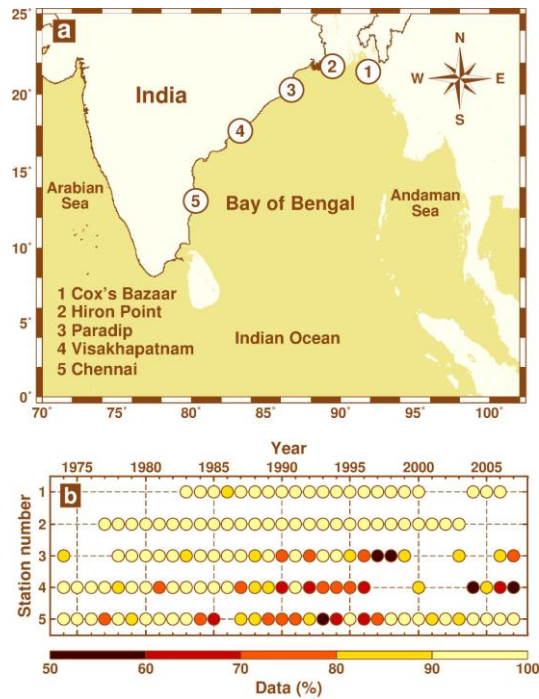 25°
a
N
W E
S
1
2
20°
India
3
4
15°
Arabian
Sea
Bay of Bengal
Andaman
Sea
5
10°
1 Cox's Bazaar
2 Hiron Point
3 Paradip
4 Visakhapatnam
5 Chennai
5°
Indian Ocean
0°
70° 75° 80° 85° 90° 95° 100°
Year
1975 1980 1985 1990 1995 2000 2005
b
Station number
1
2
3
4
5
50 60 70 80 90 100
Data (%)